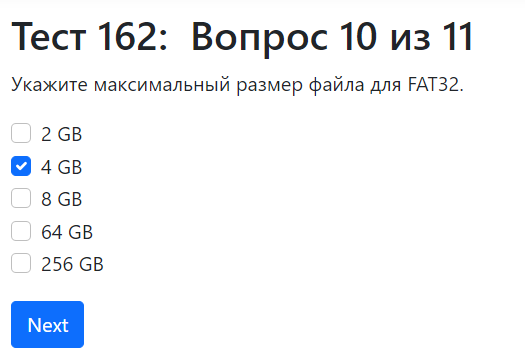 Тест 162: Вопрос 10 из 11
Укажите максимальный размер файла для FAT32.
2 GB
4 GB
8 GB
64 GB
256 GB
Next